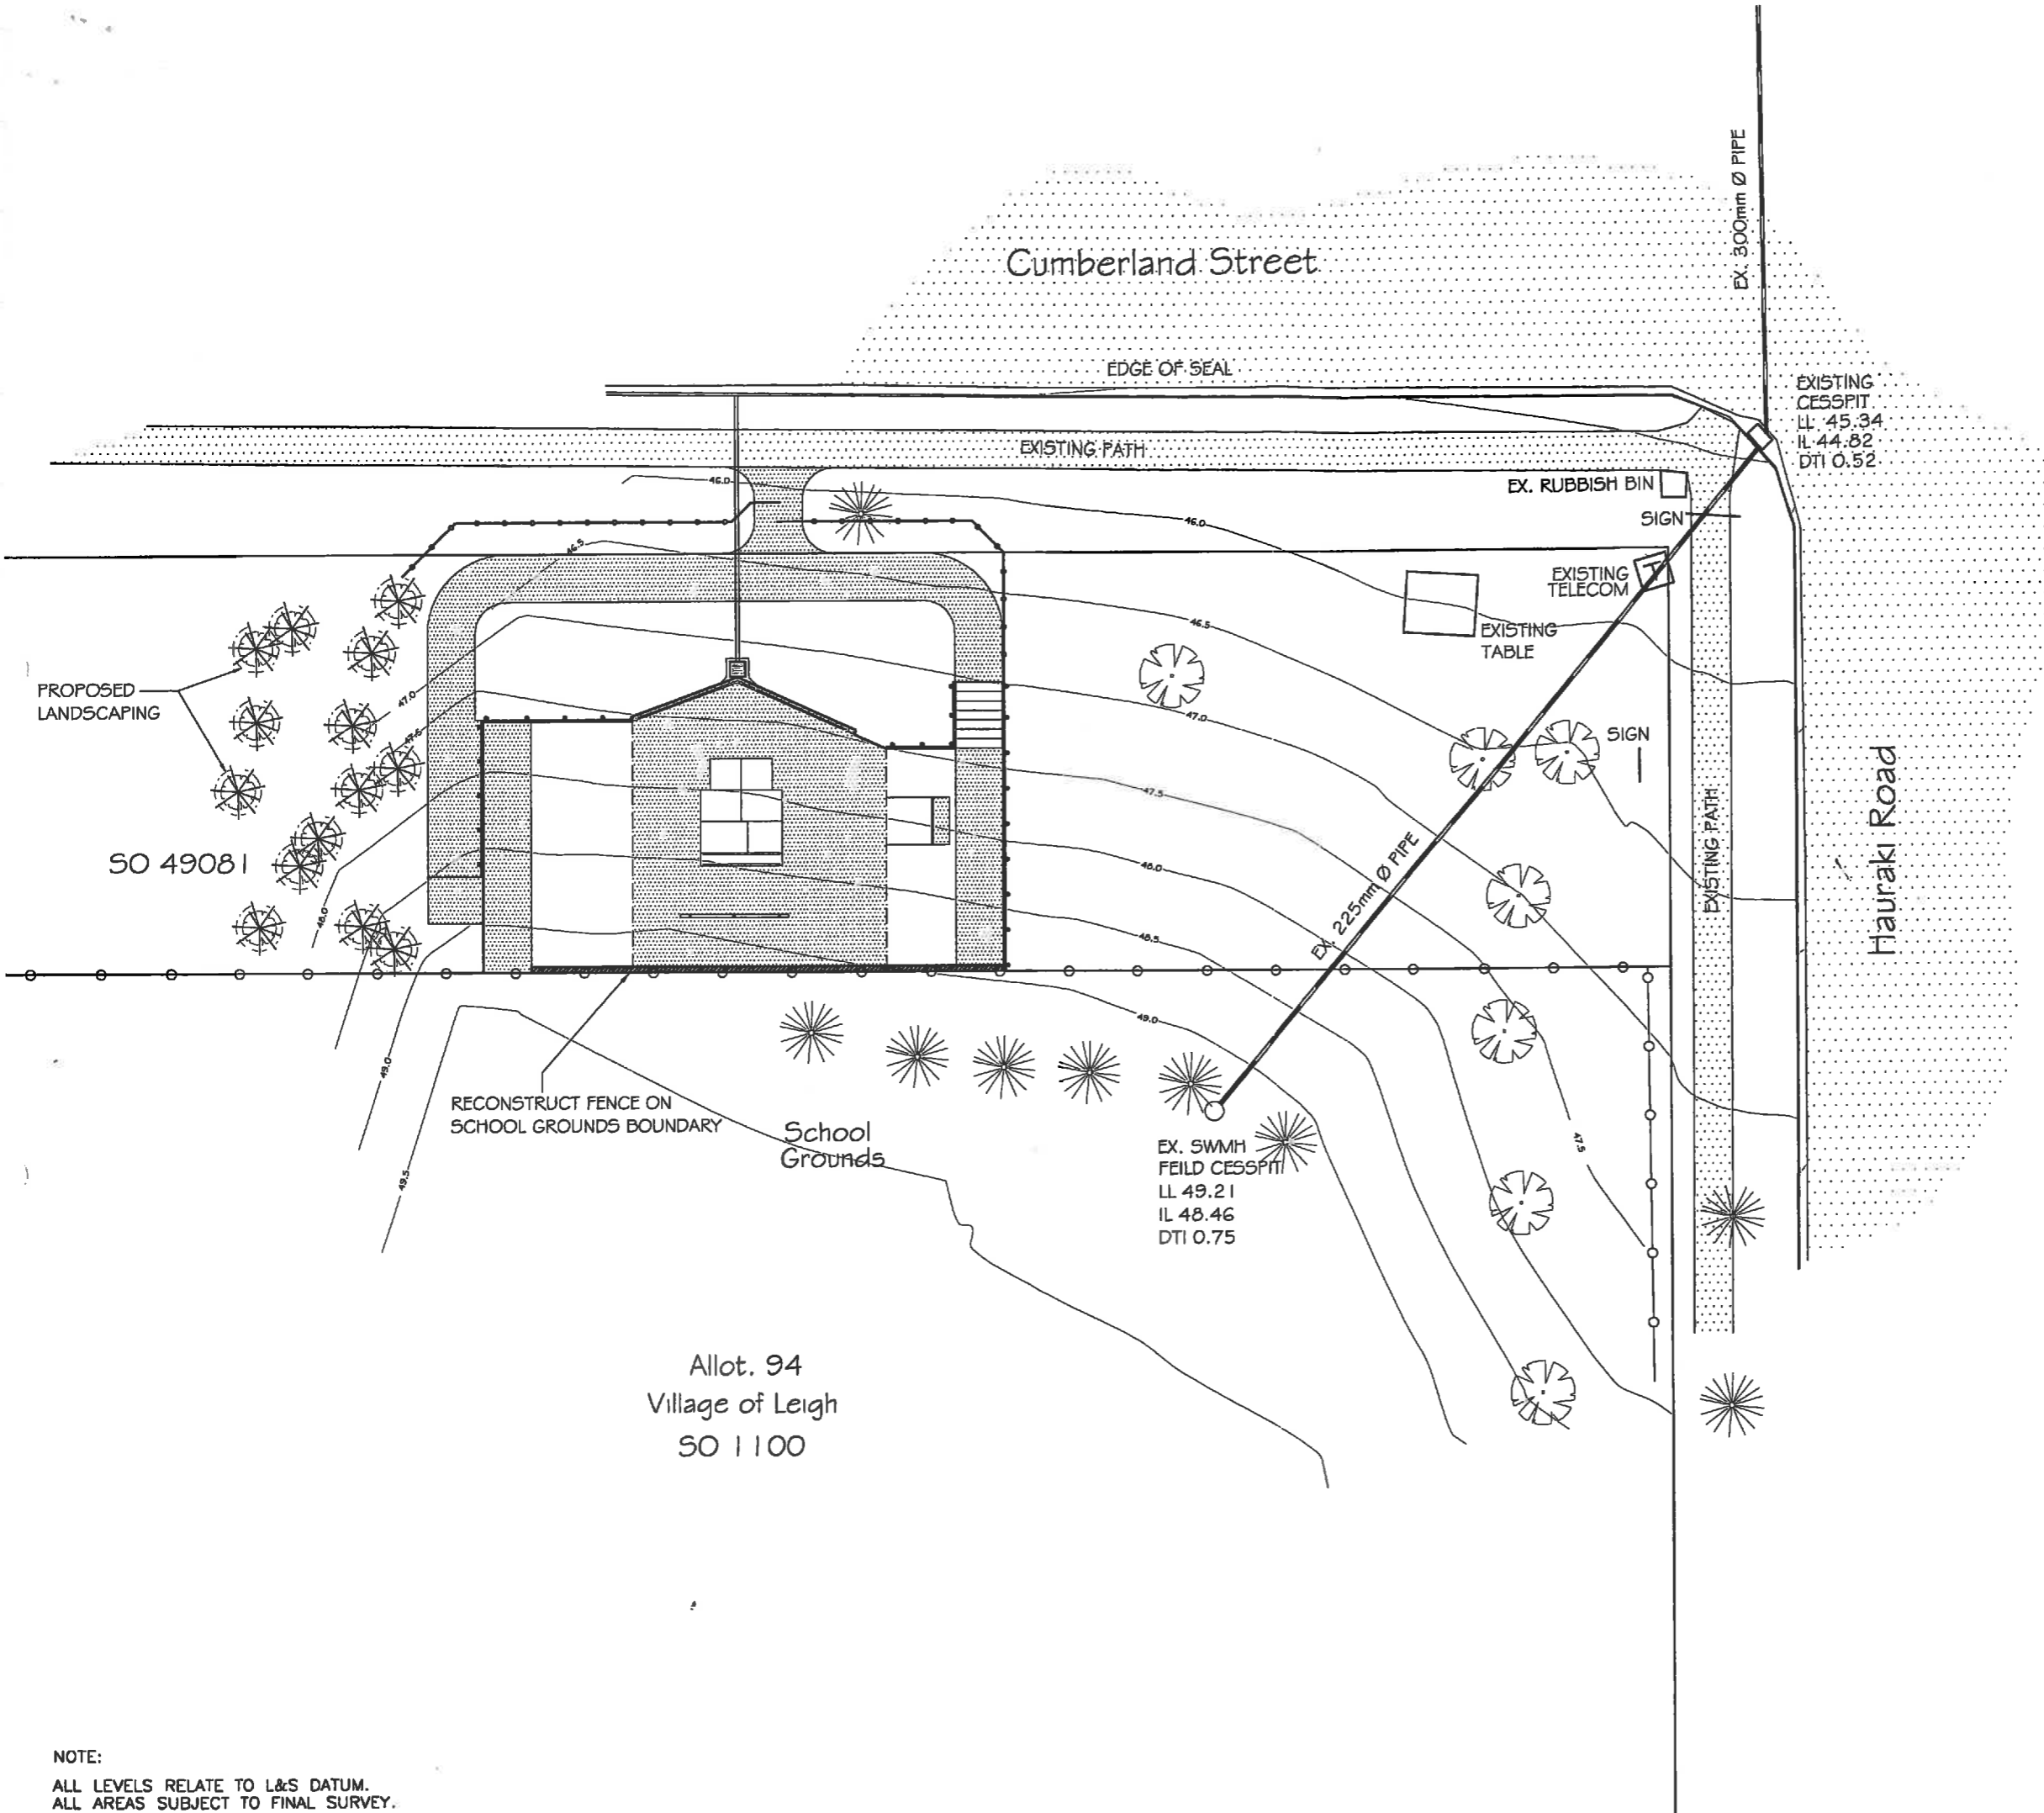 EX. 300mm Ø PIPE
Cumberland Street
EDGE OF SEAL
EXISTING
CESSPIT
LL 45.34
IL 44.82
DTI 0.52
EXISTING PATH
46.0
EX. RUBBISH BIN
SIGN
46.0
46.5
EXISTING
TELECOM
46.5
EXISTING
TABLE
PROPOSED
LANDSCAPING
47.0
47.0
SIGN
47.5
47.5
EXISTING PATH
Hauraki Road
SO 49081
48.0
48.0
EX. 225mm Ø PIPE
48.5
49.0
49.0
RECONSTRUCT FENCE ON
SCHOOL GROUNDS BOUNDARY
School
Grounds
47.5
49.5
EX. SWMH
FEILD CESSPIT
LL 49.21
IL 48.46
DTI 0.75
Allot. 94
Village of Leigh
SO 1100
NOTE:
ALL LEVELS RELATE TO L&S DATUM.
ALL AREAS SUBJECT TO FINAL SURVEY.